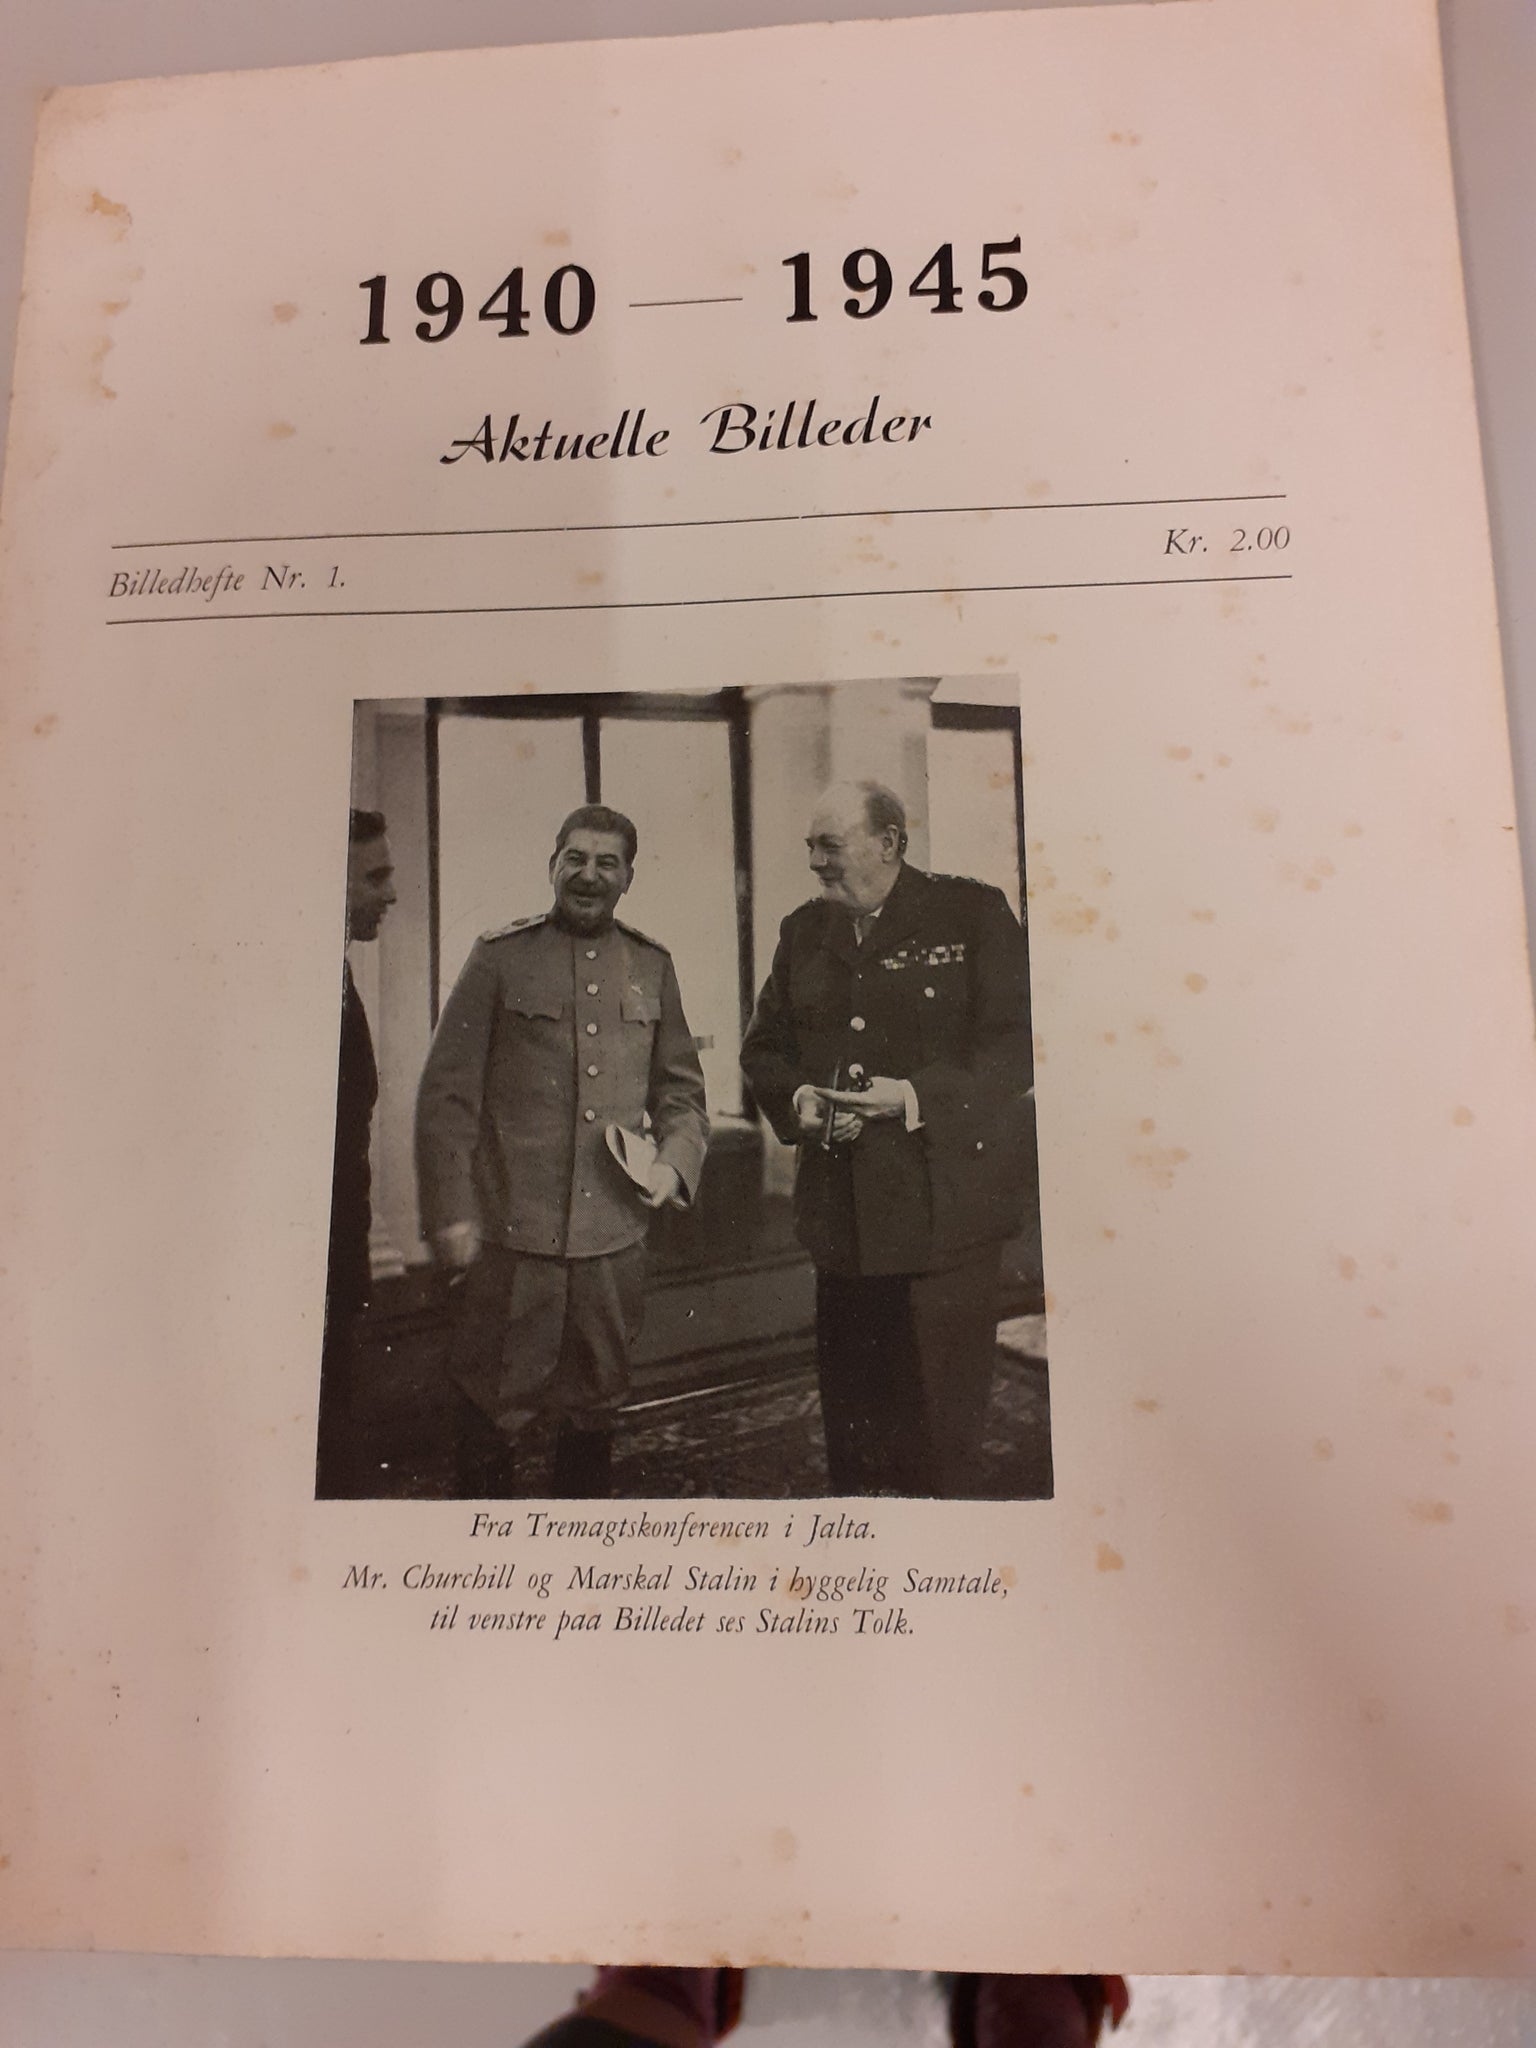 1940 — 1945
Aktuelle Billeder
Billedhefte Nr. 1.
Kr. 2.00
Fra Tremagtskonferencen i Jalta.
Mr. Churchill og Marskal Stalin i hyggelig Samtale,
til venstre paa Billedet ses Stalins Tolk.